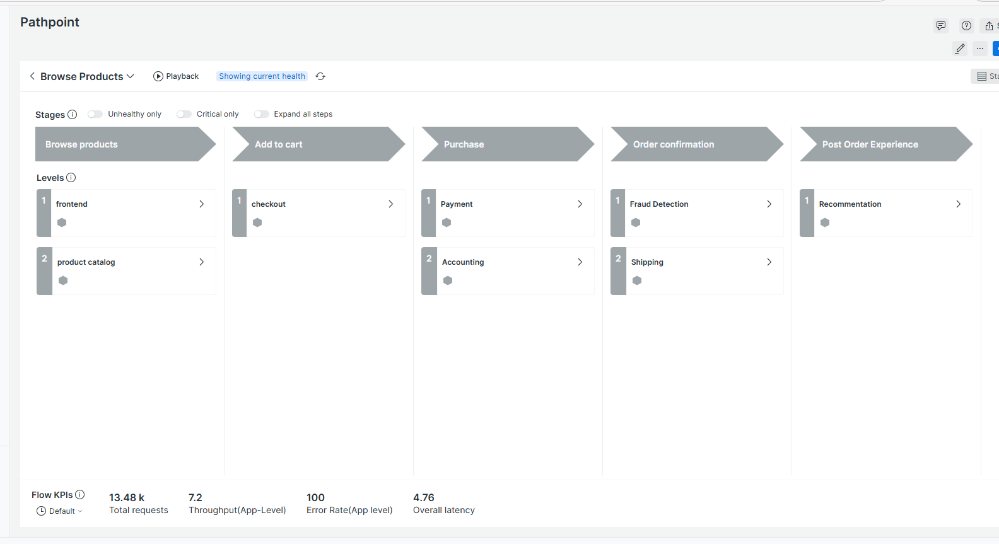 Pathpoint
Browse Products
Playback
Showing current health
Sta
Stages
Unhealthy only
Critical only
Expand all steps
Browse products
Add to cart
Purchase
Order confirmation
Post Order Experience
Levels
1 frontend
1 checkout
1 Payment
1 Fraud Detection
1 Recommentation
2 product catalog
2 Accounting
2 Shipping
Flow KPIs
Default
13.48 k
Total requests
7.2
Throughput(App-Level)
100
Error Rate(App level)
4.76
Overall latency